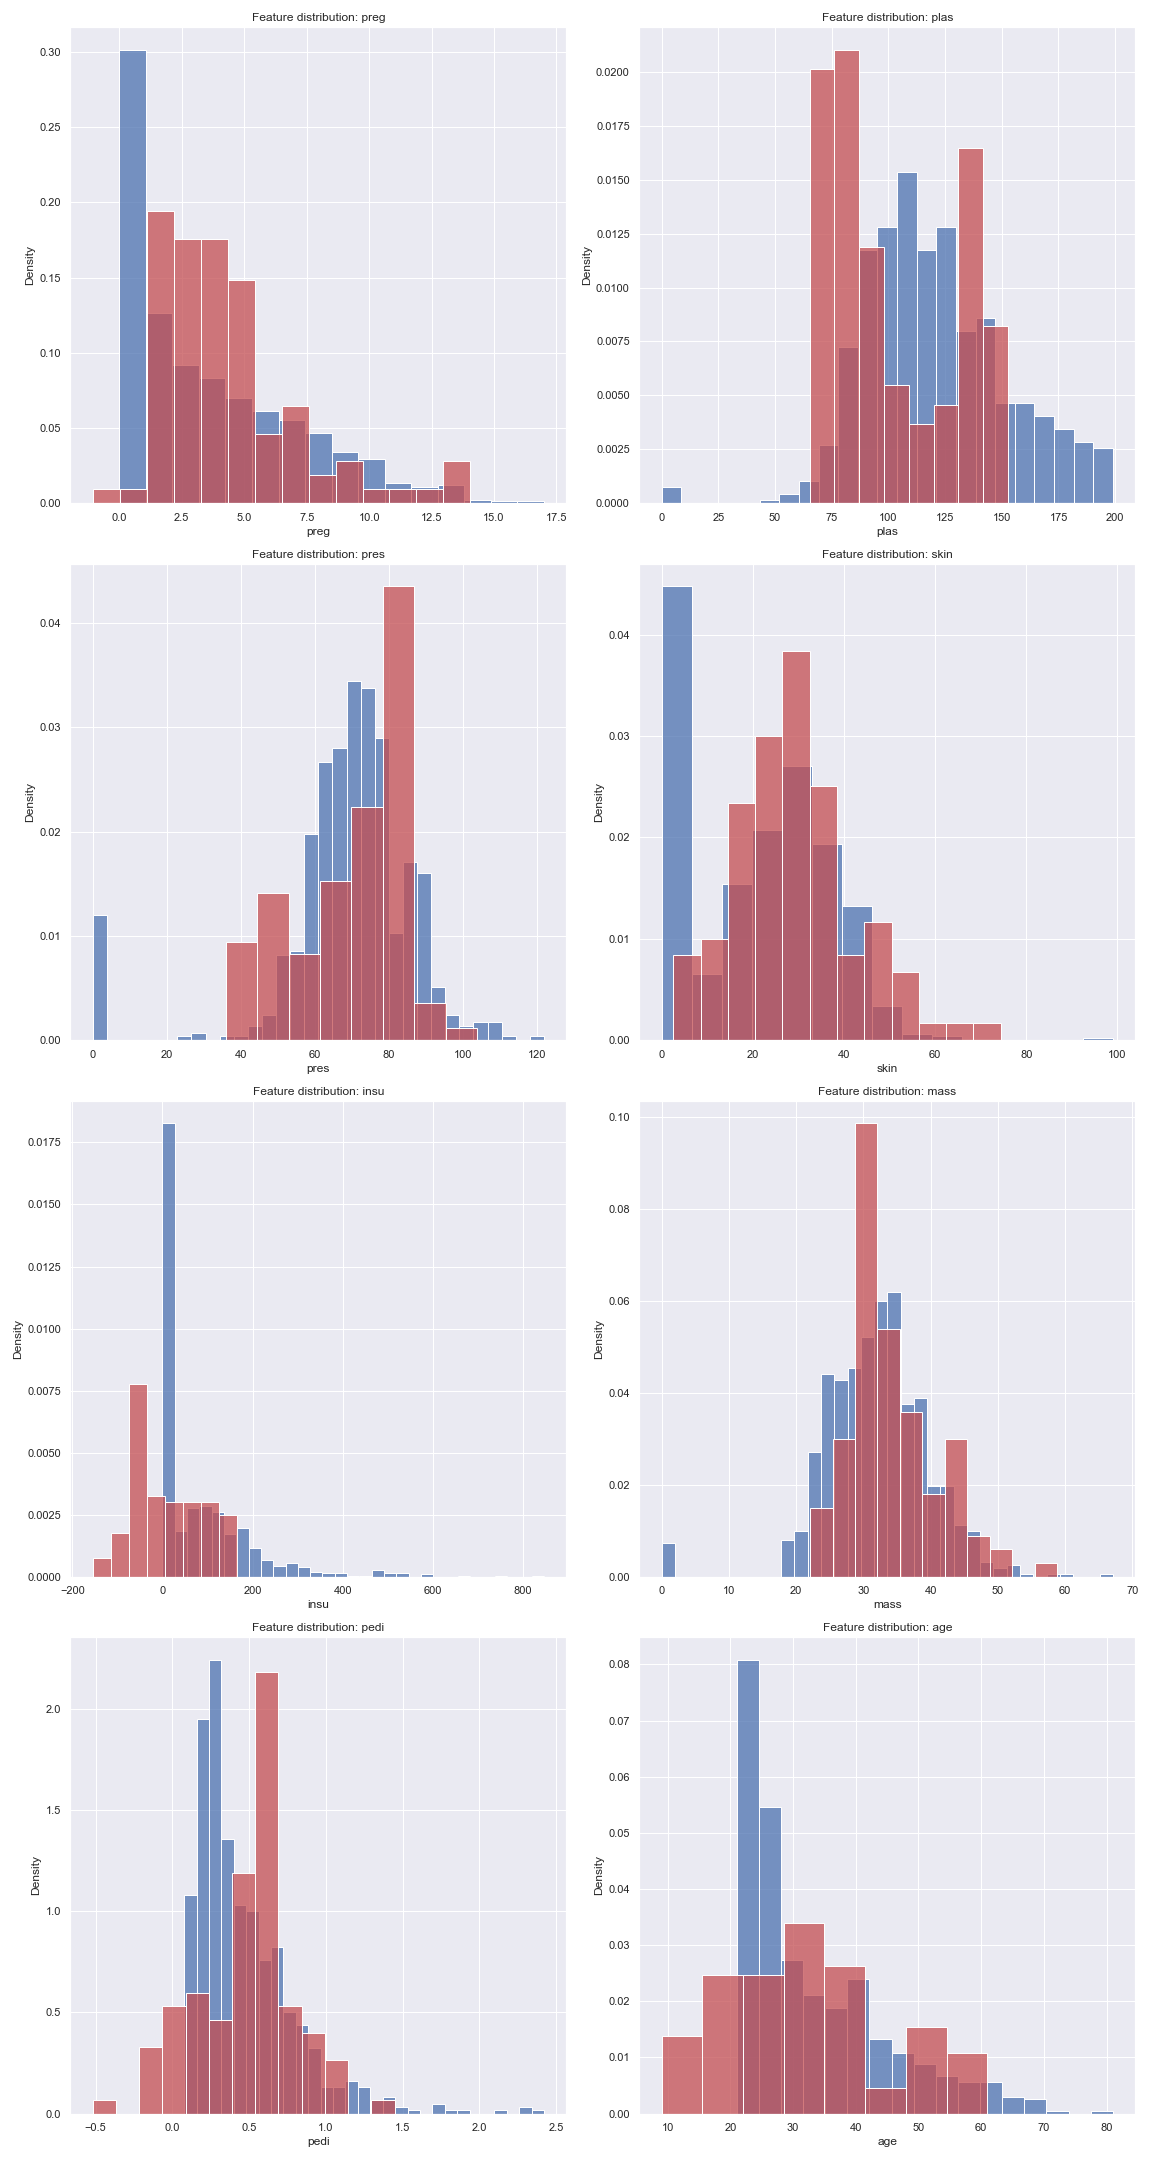 Feature distribution: preg
0.30
0.25
0.20
0.15
0.10
0.05
0.00
Density
0.0 2.5 5.0 7.5 10.0 12.5 15.0 17.5
preg
Feature distribution: plas
0.0200
0.0175
0.0150
0.0125
0.0100
0.0075
0.0050
0.0025
0.0000
Density
0 25 50 75 100 125 150 175 200
plas
Feature distribution: pres
0.04
0.03
0.02
0.01
0.00
Density
0 20 40 60 80 100 120
pres
Feature distribution: skin
0.04
0.03
0.02
0.01
0.00
Density
0 20 40 60 80 100
skin
Feature distribution: insu
0.0175
0.0150
0.0125
0.0100
0.0075
0.0050
0.0025
0.0000
Density
−200 0 200 400 600 800
insu
Feature distribution: mass
0.10
0.08
0.06
0.04
0.02
0.00
Density
0 10 20 30 40 50 60 70
mass
Feature distribution: pedi
2.0
1.5
1.0
0.5
0.0
Density
−0.5 0.0 0.5 1.0 1.5 2.0 2.5
pedi
Feature distribution: age
0.08
0.07
0.06
0.05
0.04
0.03
0.02
0.01
0.00
Density
10 20 30 40 50 60 70 80
age